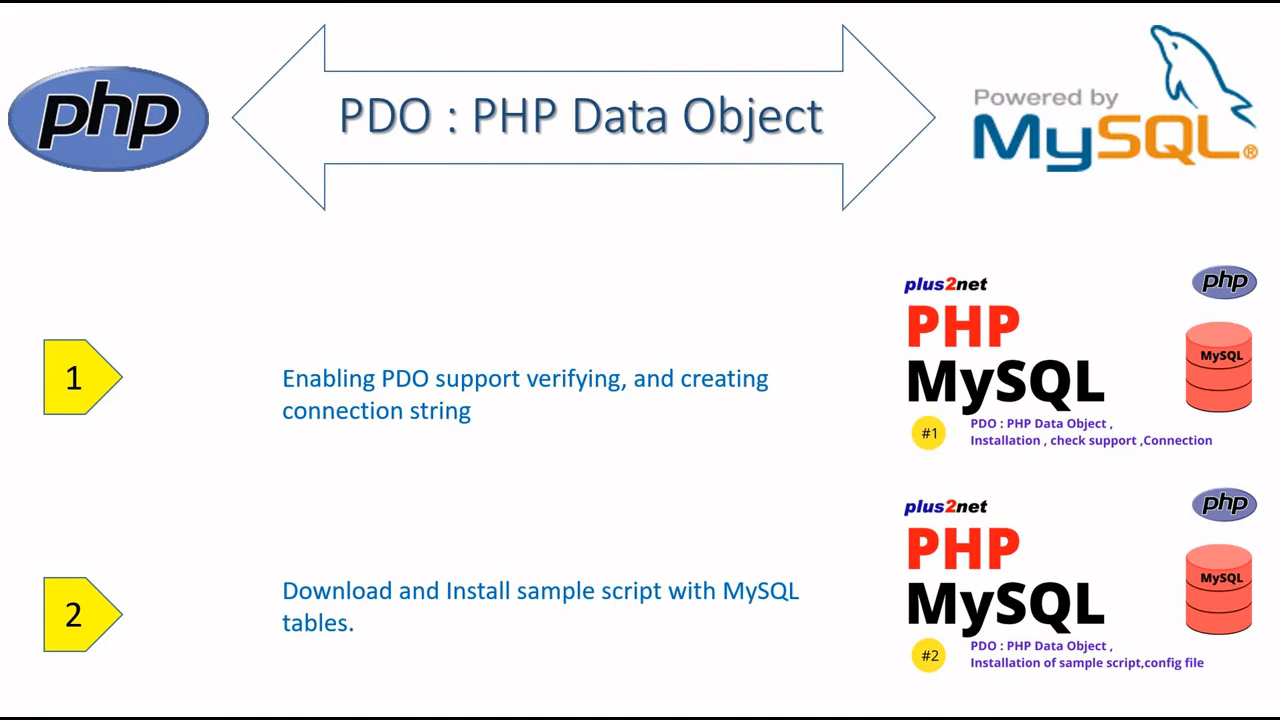 php
PDO : PHP Data Object
Powered by
MySQL®
1
Enabling PDO support verifying, and creating
connection string
plus2net
php
PHP
MySQL
MySQL
#1
PDO : PHP Data Object ,
Installation , check support ,Connection
2
Download and Install sample script with MySQL
tables.
plus2net
php
PHP
MySQL
MySQL
#2
PDO : PHP Data Object ,
Installation of sample script,config file